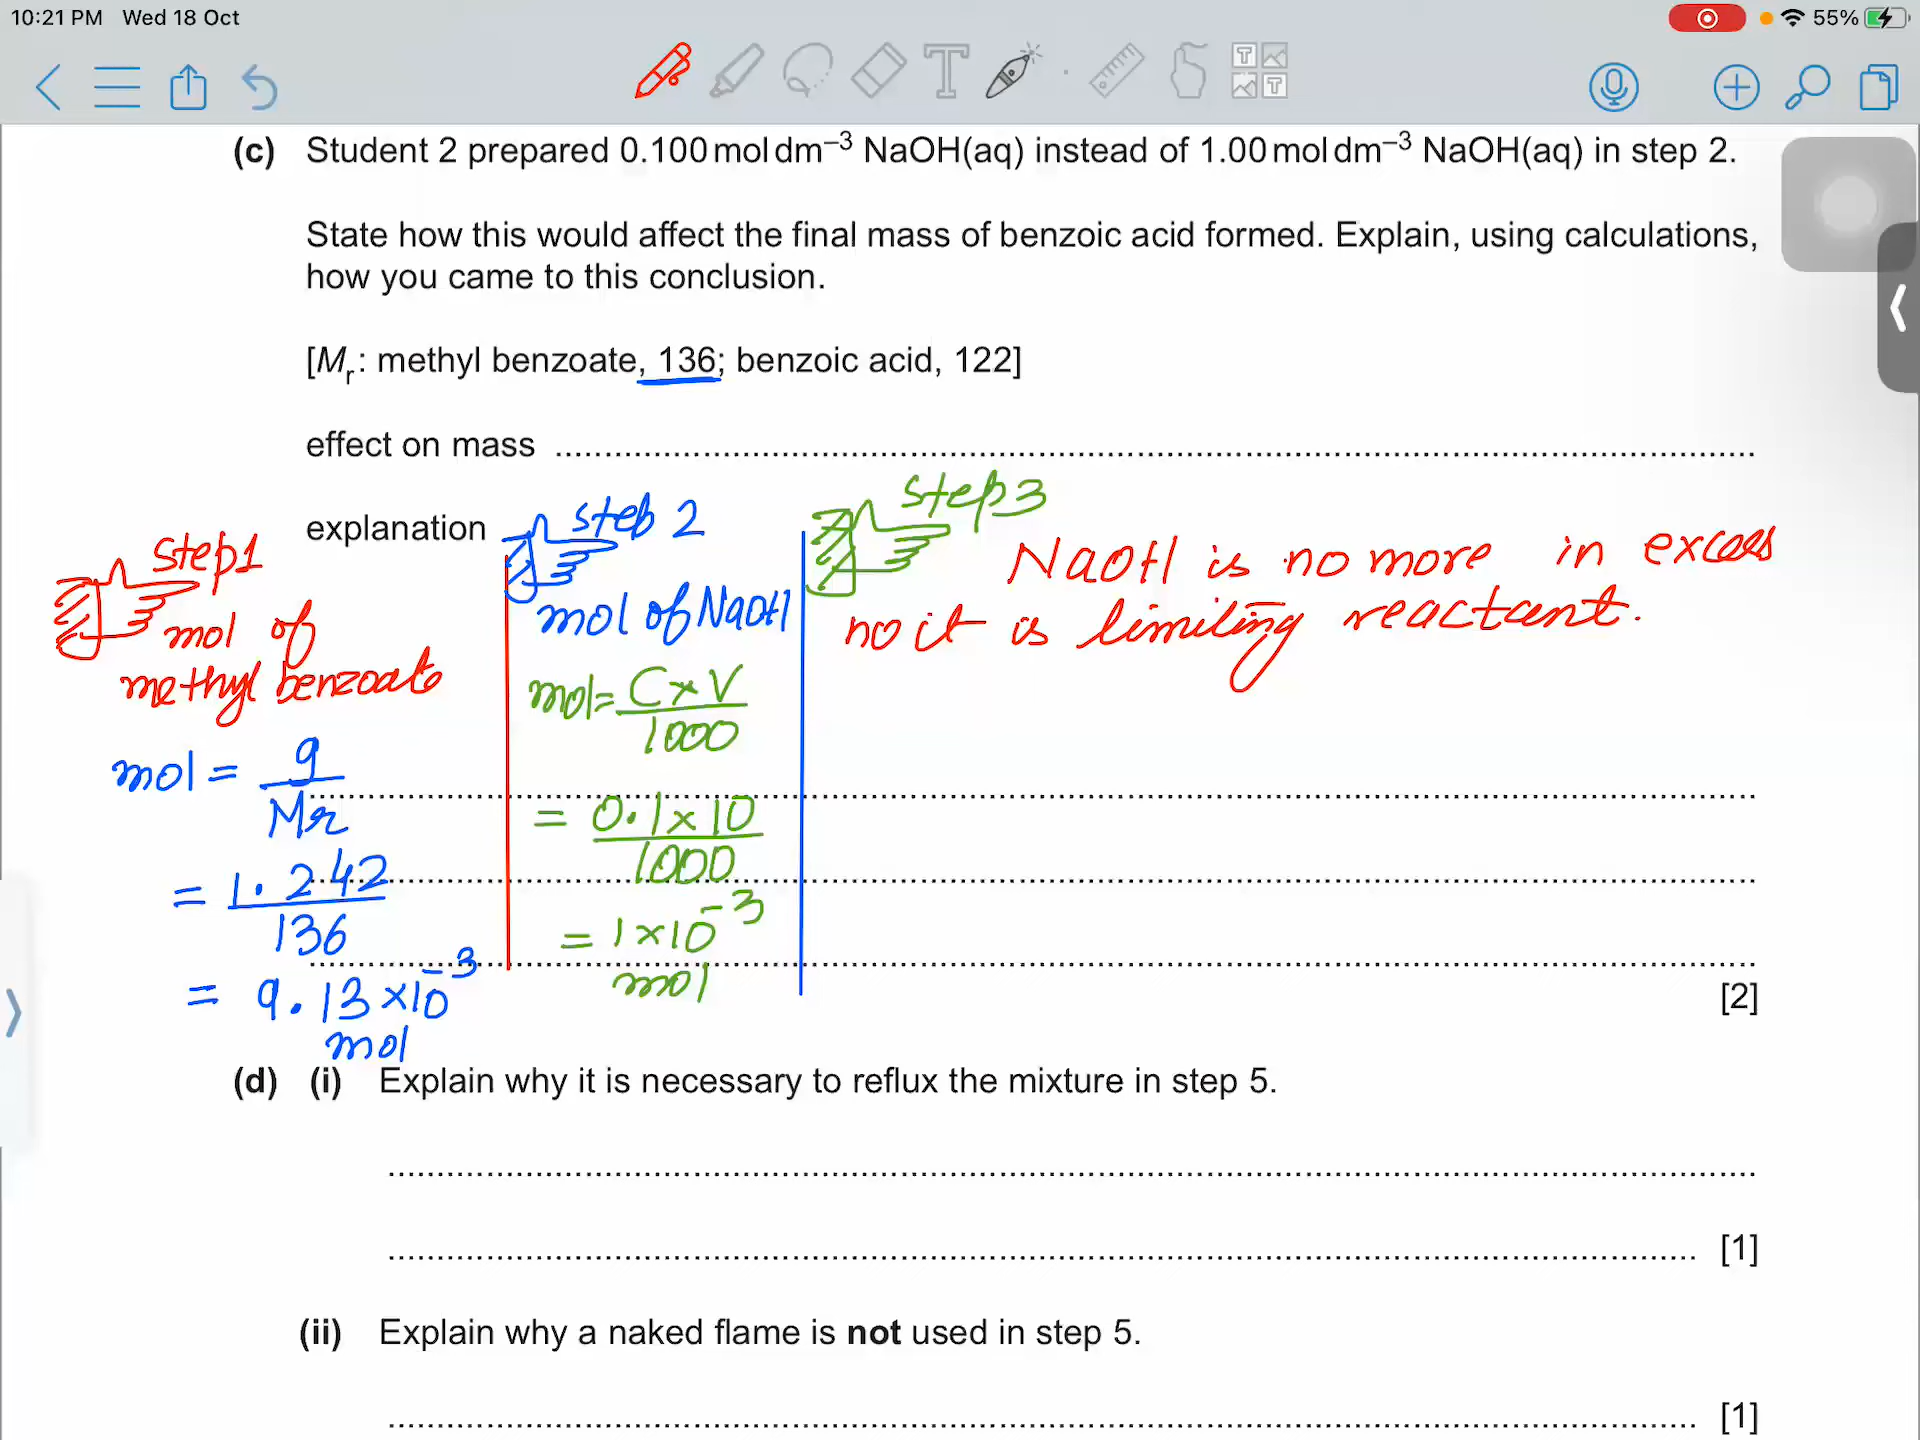 10:21 PM Wed 18 Oct
55%
(c) Student 2 prepared 0.100 mol dm⁻³ NaOH(aq) instead of 1.00 mol dm⁻³ NaOH(aq) in step 2.
State how this would affect the final mass of benzoic acid formed. Explain, using calculations,
how you came to this conclusion.
[Mᵣ: methyl benzoate, 136; benzoic acid, 122]
effect on mass
explanation
Step1
mol of
methyl benzoate
mol = g
Mr
= 1.242
136
= 9.13 × 10⁻³
mol
Step 2
mol of NaOH
mol = C × V
1000
= 0.1 × 10
1000
= 1 × 10⁻³
mol
Step3
NaOH is no more in excess
no it is limiting reactant.
[2]
(d) (i) Explain why it is necessary to reflux the mixture in step 5.
[1]
(ii) Explain why a naked flame is not used in step 5.
[1]